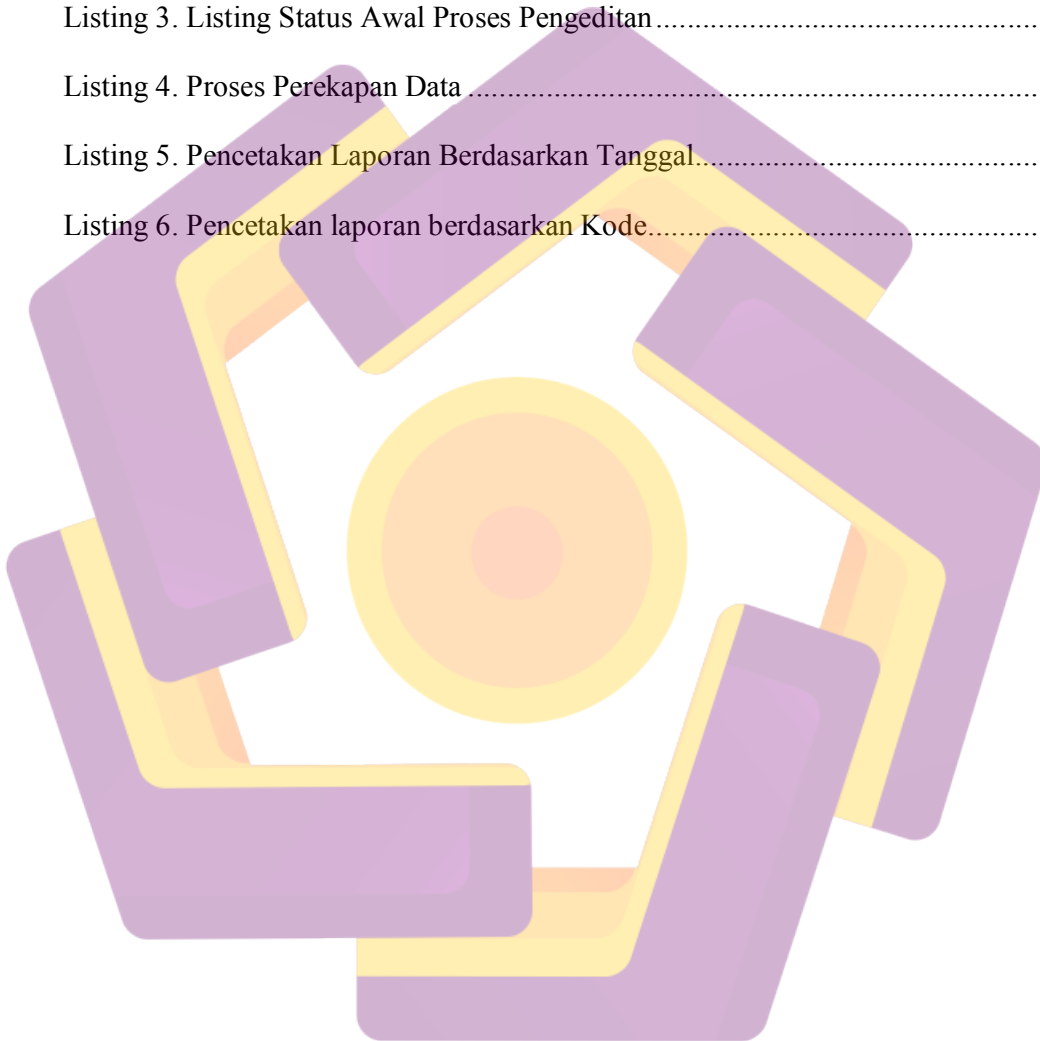 Listing 3. Listing Status Awal Proses Pengeditan................................................
Listing 4. Proses Perekapan Data ........................................................................
Listing 5. Pencetakan Laporan Berdasarkan Tanggal...........................................
Listing 6. Pencetakan laporan berdasarkan Kode.................................................